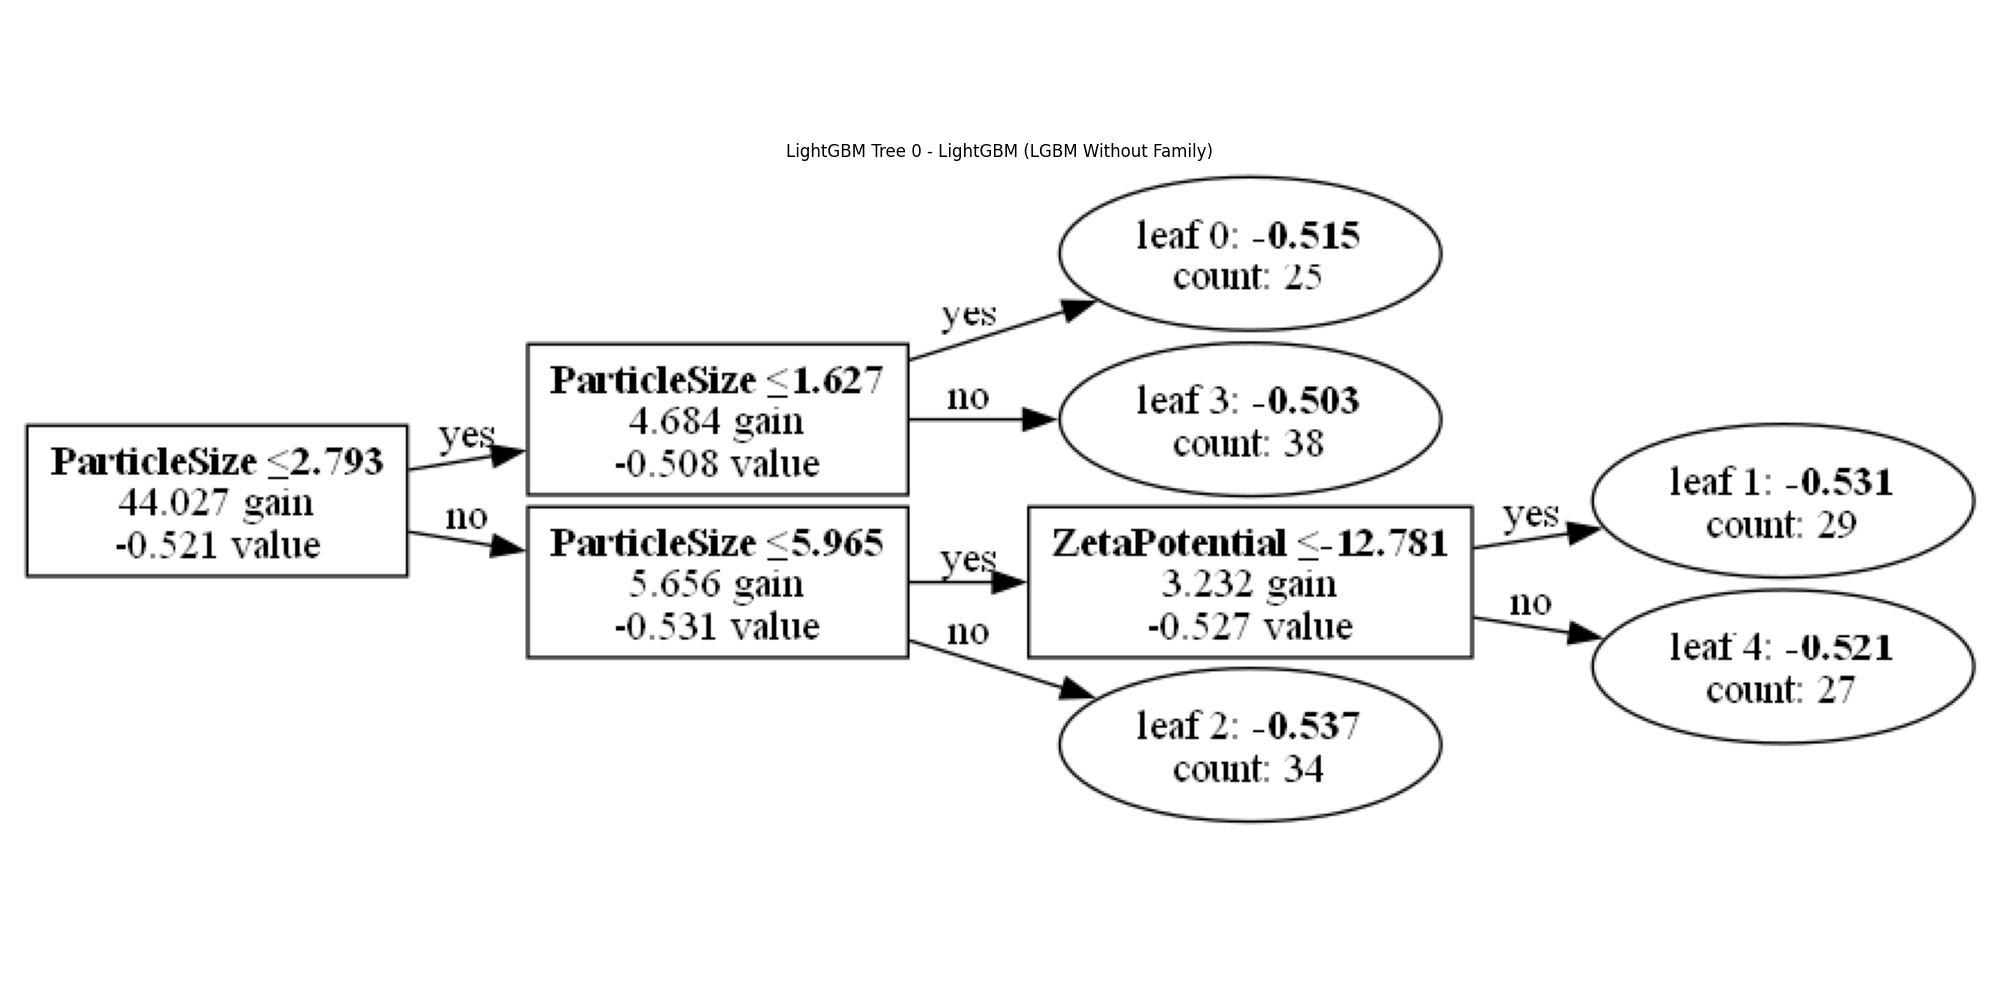 LightGBM Tree 0 - LightGBM (LGBM Without Family)
ParticleSize ≤2.793
44.027 gain
-0.521 value
yes
no
ParticleSize ≤1.627
4.684 gain
-0.508 value
yes
no
ParticleSize ≤5.965
5.656 gain
-0.531 value
yes
no
leaf 0: -0.515
count: 25
leaf 3: -0.503
count: 38
ZetaPotential ≤-12.781
3.232 gain
-0.527 value
yes
no
leaf 2: -0.537
count: 34
leaf 1: -0.531
count: 29
leaf 4: -0.521
count: 27